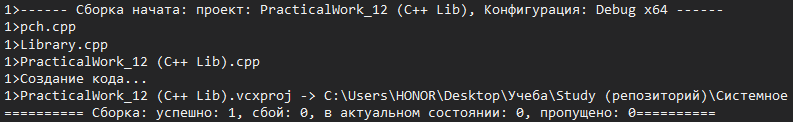 1>------ Сборка начата: проект: PracticalWork_12 (C++ Lib), Конфигурация: Debug x64 ------
1>pch.cpp
1>Library.cpp
1>PracticalWork_12 (C++ Lib).cpp
1>Создание кода...
1>PracticalWork_12 (C++ Lib).vcxproj -> C:\Users\HONOR\Desktop\Учеба\Study (репозиторий)\Системное
========== Сборка: успешно: 1, сбой: 0, в актуальном состоянии: 0, пропущено: 0==========